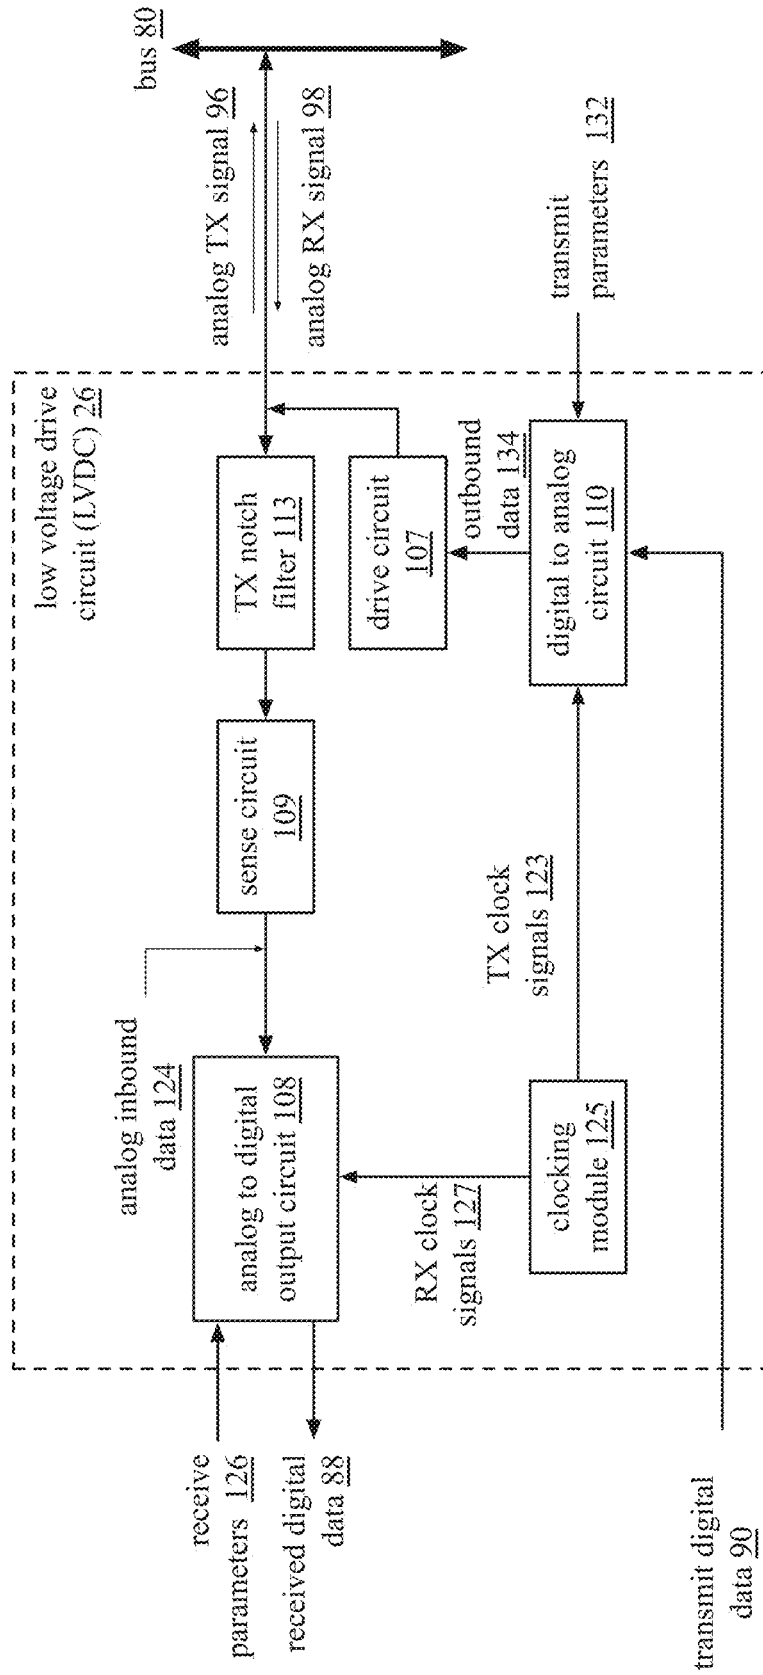 low voltage drive
circuit (LVDC) 26
bus 80
analog TX signal 96
analog RX signal 98
analog inbound
data 124
receive
parameters 126
received digital
data 88
analog to digital
output circuit 108
sense circuit
109
TX notch
filter 113
drive circuit
107
outbound
data 134
RX clock
signals 127
TX clock
signals 123
clocking
module 125
digital to analog
circuit 110
transmit
parameters 132
transmit digital
data 90